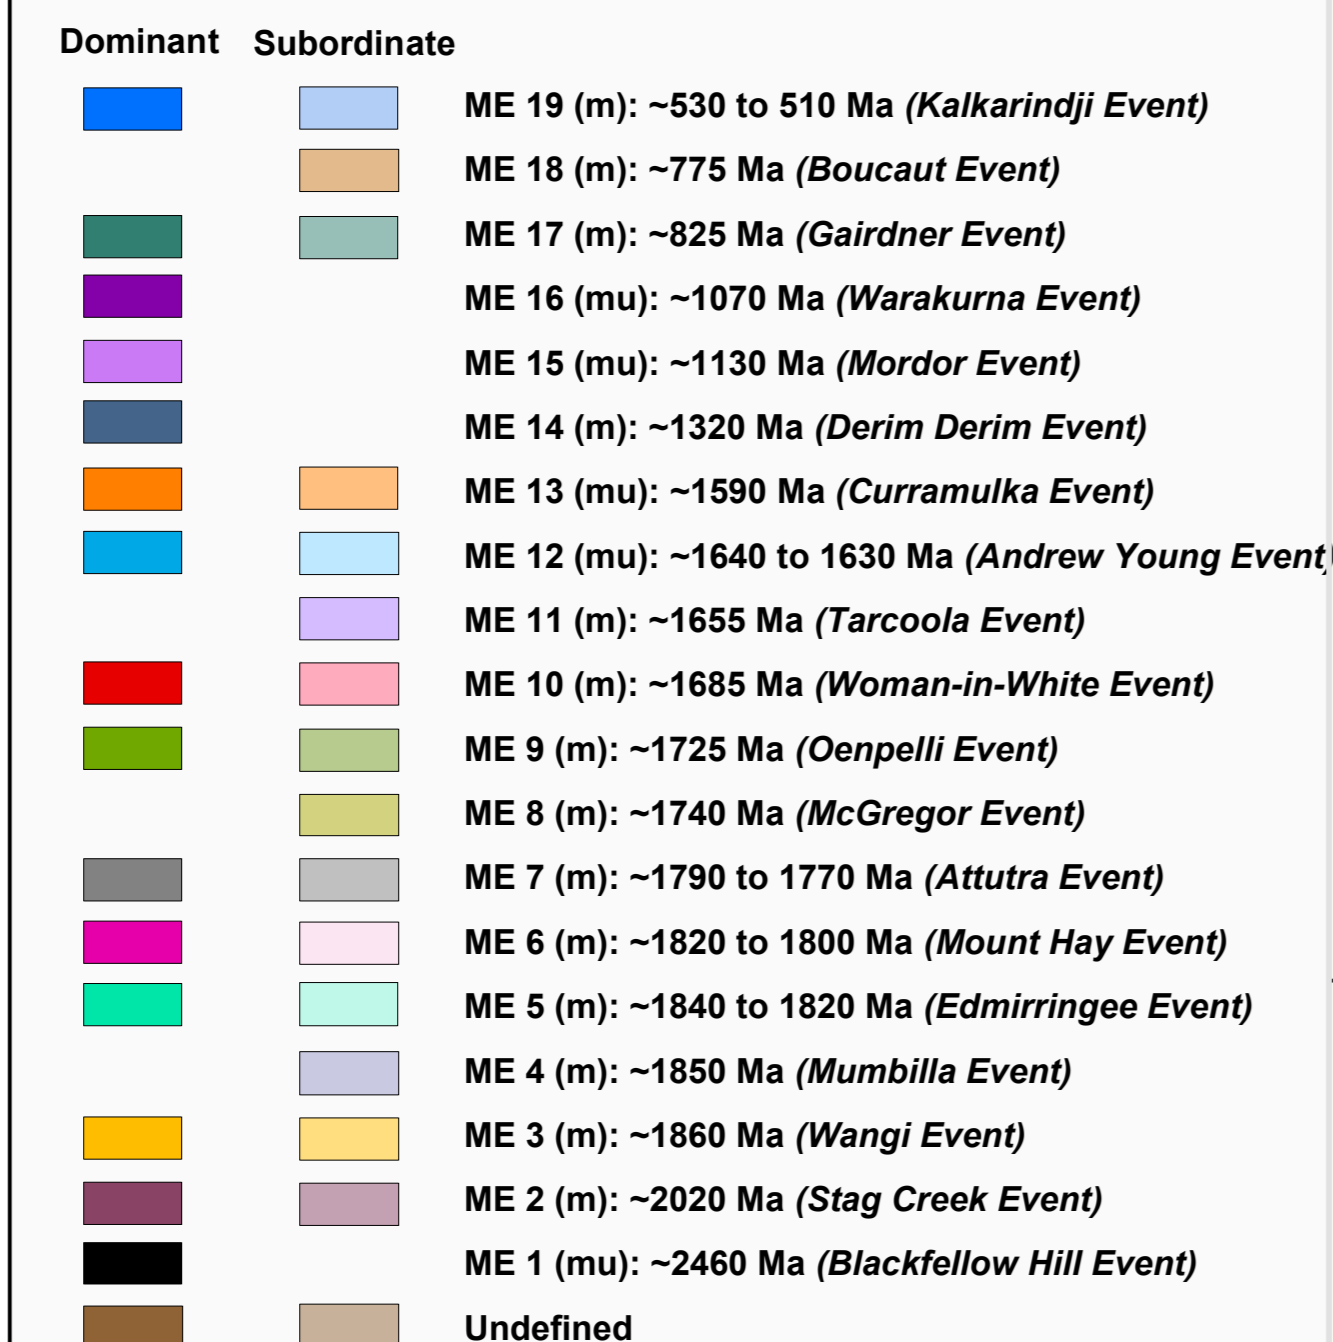 Dominant Subordinate
ME 19 (m): ~530 to 510 Ma (Kalkarindji Event)
ME 18 (m): ~775 Ma (Boucaut Event)
ME 17 (m): ~825 Ma (Gairdner Event)
ME 16 (mu): ~1070 Ma (Warakurna Event)
ME 15 (mu): ~1130 Ma (Mordor Event)
ME 14 (m): ~1320 Ma (Derim Derim Event)
ME 13 (mu): ~1590 Ma (Curramulka Event)
ME 12 (mu): ~1640 to 1630 Ma (Andrew Young Event)
ME 11 (m): ~1655 Ma (Tarcoola Event)
ME 10 (m): ~1685 Ma (Woman-in-White Event)
ME 9 (m): ~1725 Ma (Oenpelli Event)
ME 8 (m): ~1740 Ma (McGregor Event)
ME 7 (m): ~1790 to 1770 Ma (Attutra Event)
ME 6 (m): ~1820 to 1800 Ma (Mount Hay Event)
ME 5 (m): ~1840 to 1820 Ma (Edmirringee Event)
ME 4 (m): ~1850 Ma (Mumbilla Event)
ME 3 (m): ~1860 Ma (Wangi Event)
ME 2 (m): ~2020 Ma (Stag Creek Event)
ME 1 (mu): ~2460 Ma (Blackfellow Hill Event)
Undefined